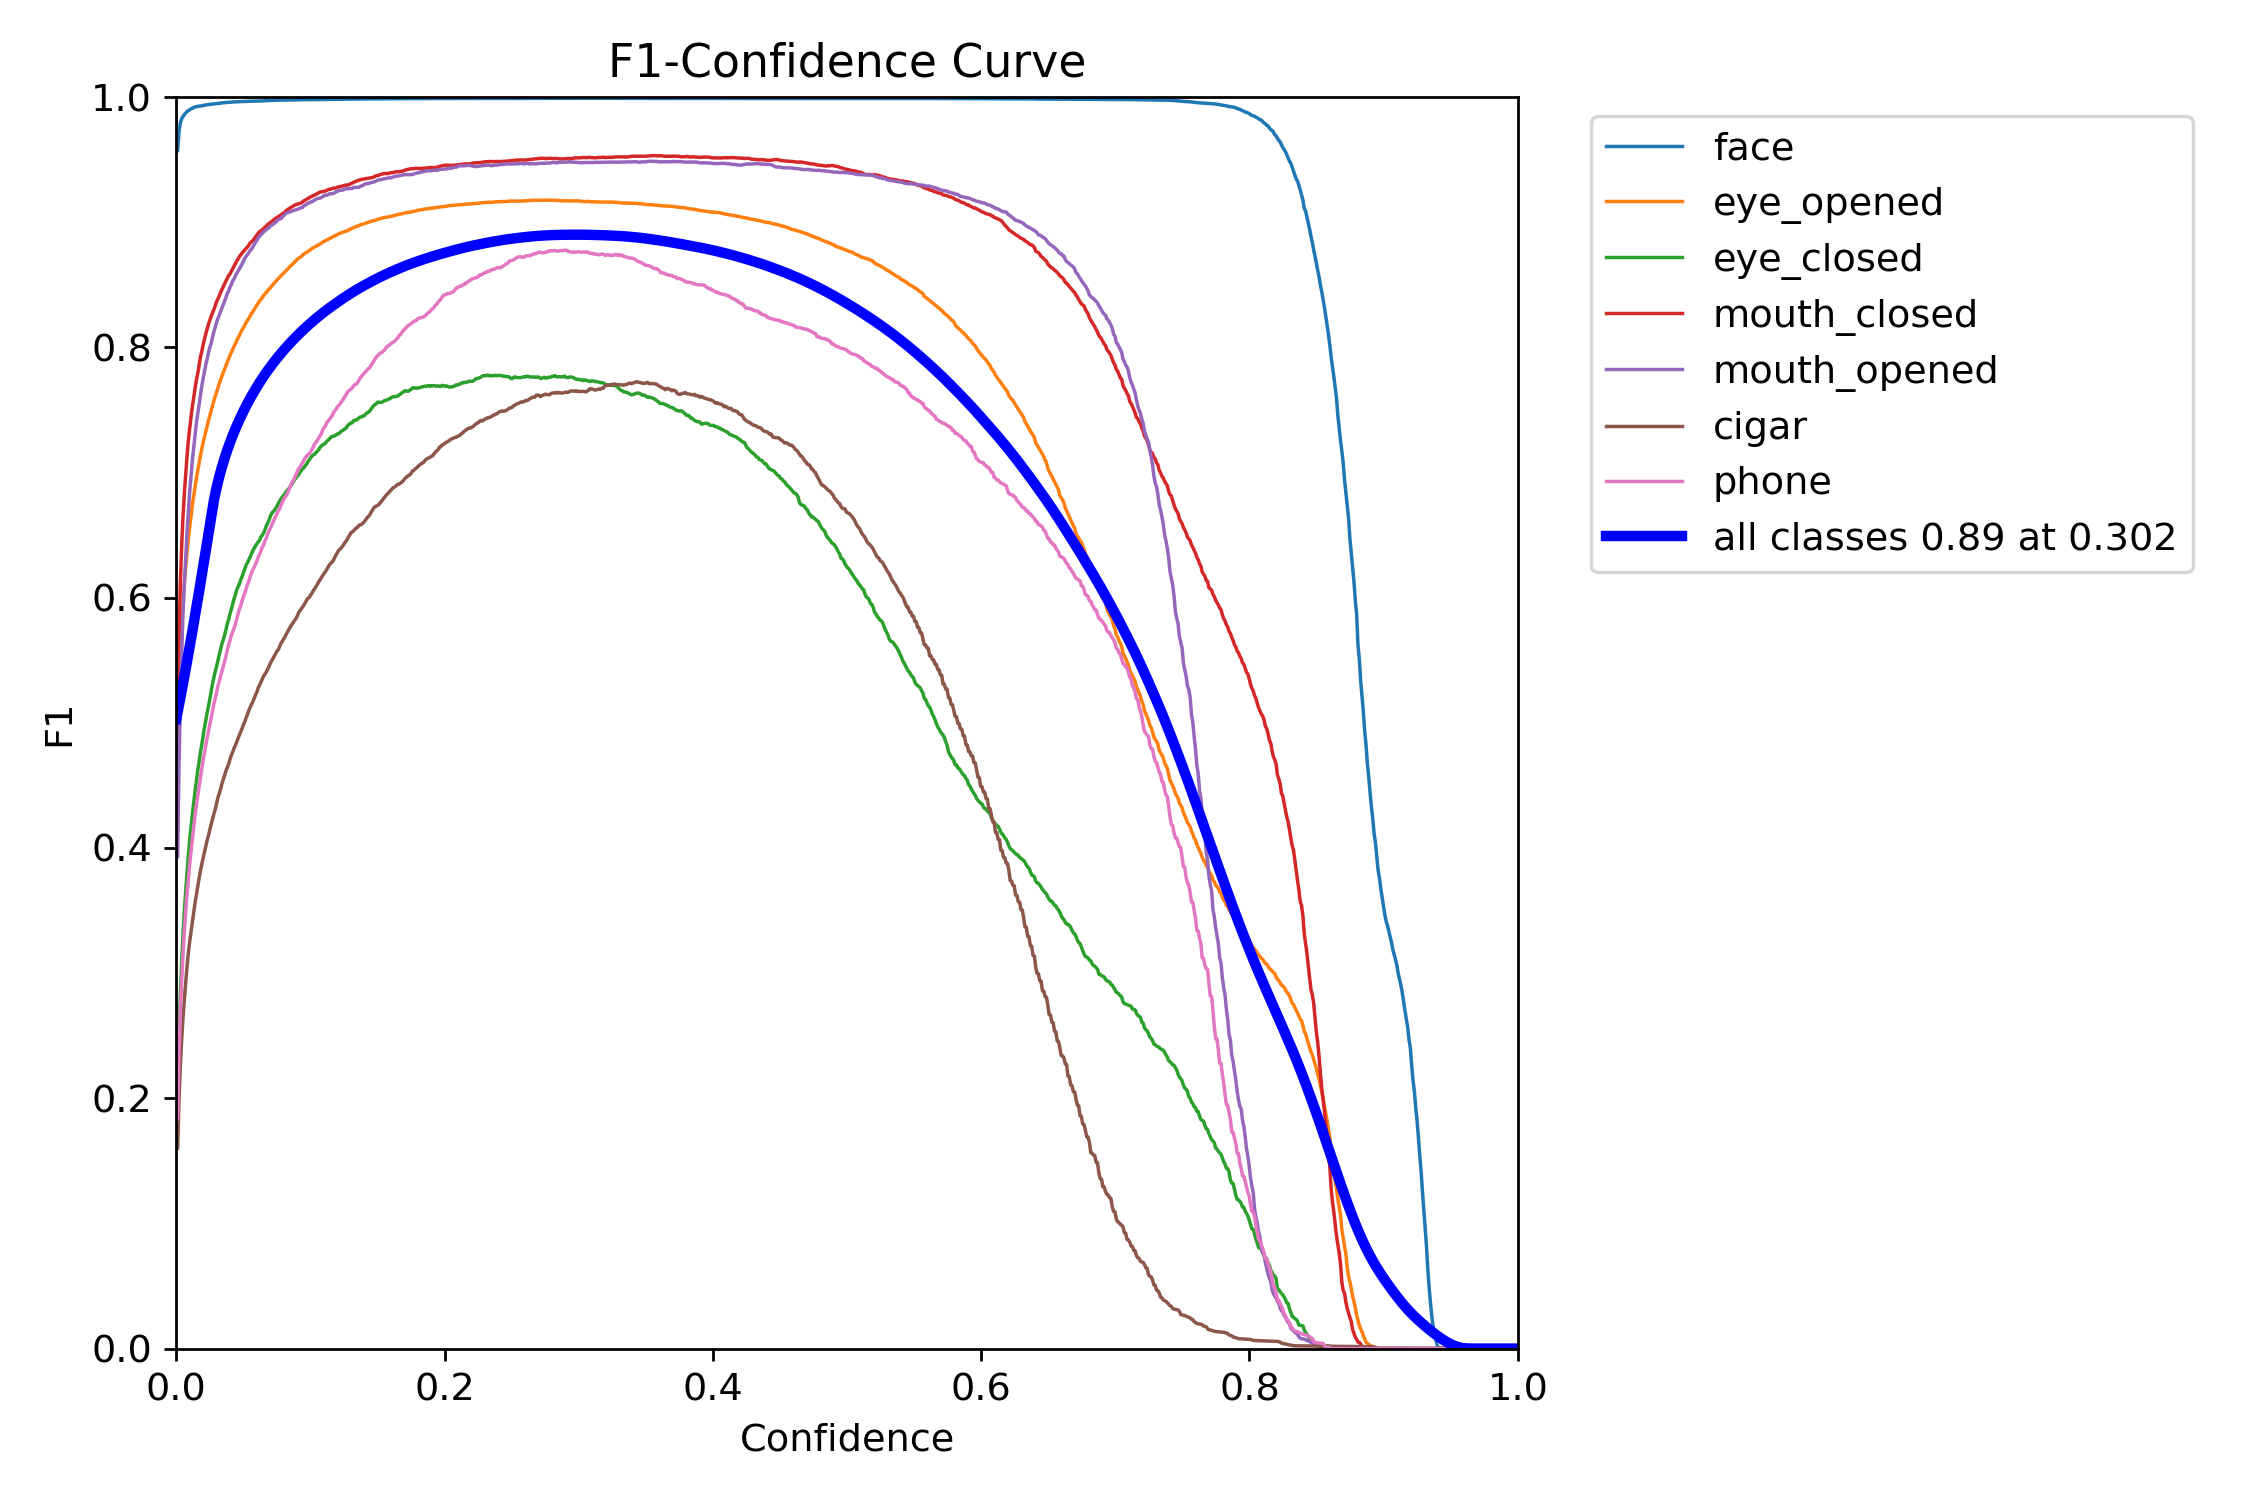 F1-Confidence Curve
1.0
0.8
0.6
0.4
0.2
0.0
F1
0.0 0.2 0.4 0.6 0.8 1.0
Confidence
face
eye_opened
eye_closed
mouth_closed
mouth_opened
cigar
phone
all classes 0.89 at 0.302